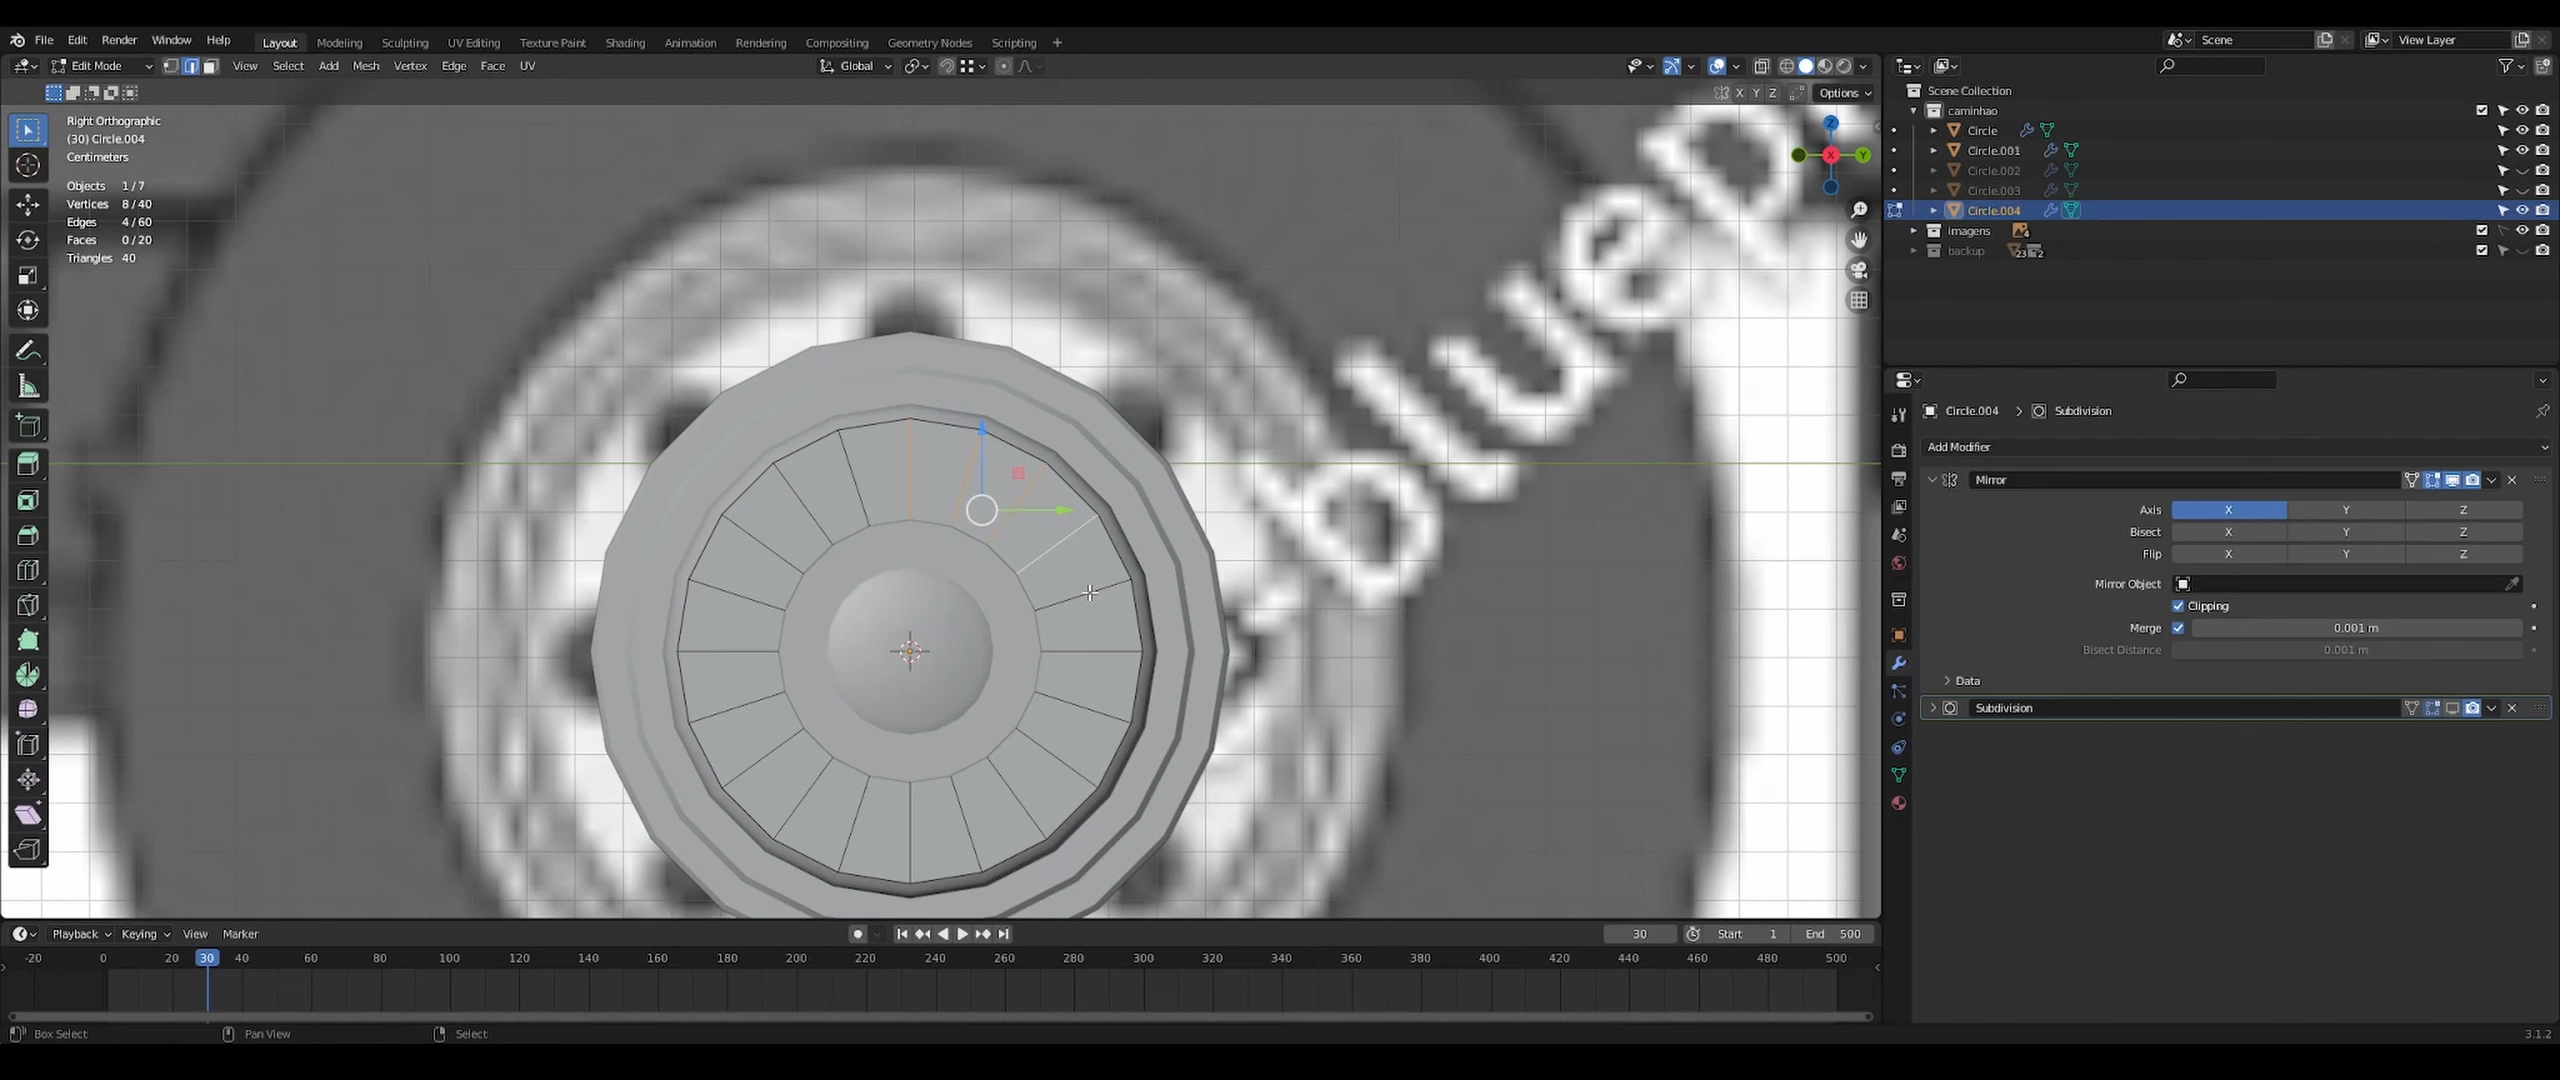 File Edit Render Window Help Layout Modeling Sculpting UV Editing Texture Paint Shading Animation Rendering Compositing Geometry Nodes Scripting + Scene View Layer
Edit Mode View Select Add Mesh Vertex Edge Face UV Global
X Y Z Options
Right Orthographic
(30) Circle.004
Centimeters
Objects 1/7
Vertices 8/40
Edges 4/60
Faces 0/20
Triangles 40
Z
X
Y
Scene Collection
caminhao
Circle
Circle.001
Circle.002
Circle.003
Circle.004
imagens 4
backup 23 2
Circle.004 > Subdivision
Add Modifier
Mirror
Axis X Y Z
Bisect X Y Z
Flip X Y Z
Mirror Object
Clipping
Merge 0.001 m
Bisect Distance 0.001 m
Data
Subdivision
Playback Keying View Marker 30 Start 1 End 500
-20 0 20 30 40 60 80 100 120 140 160 180 200 220 240 260 280 300 320 340 360 380 400 420 440 460 480 500
Box Select Pan View Select 3.1.2